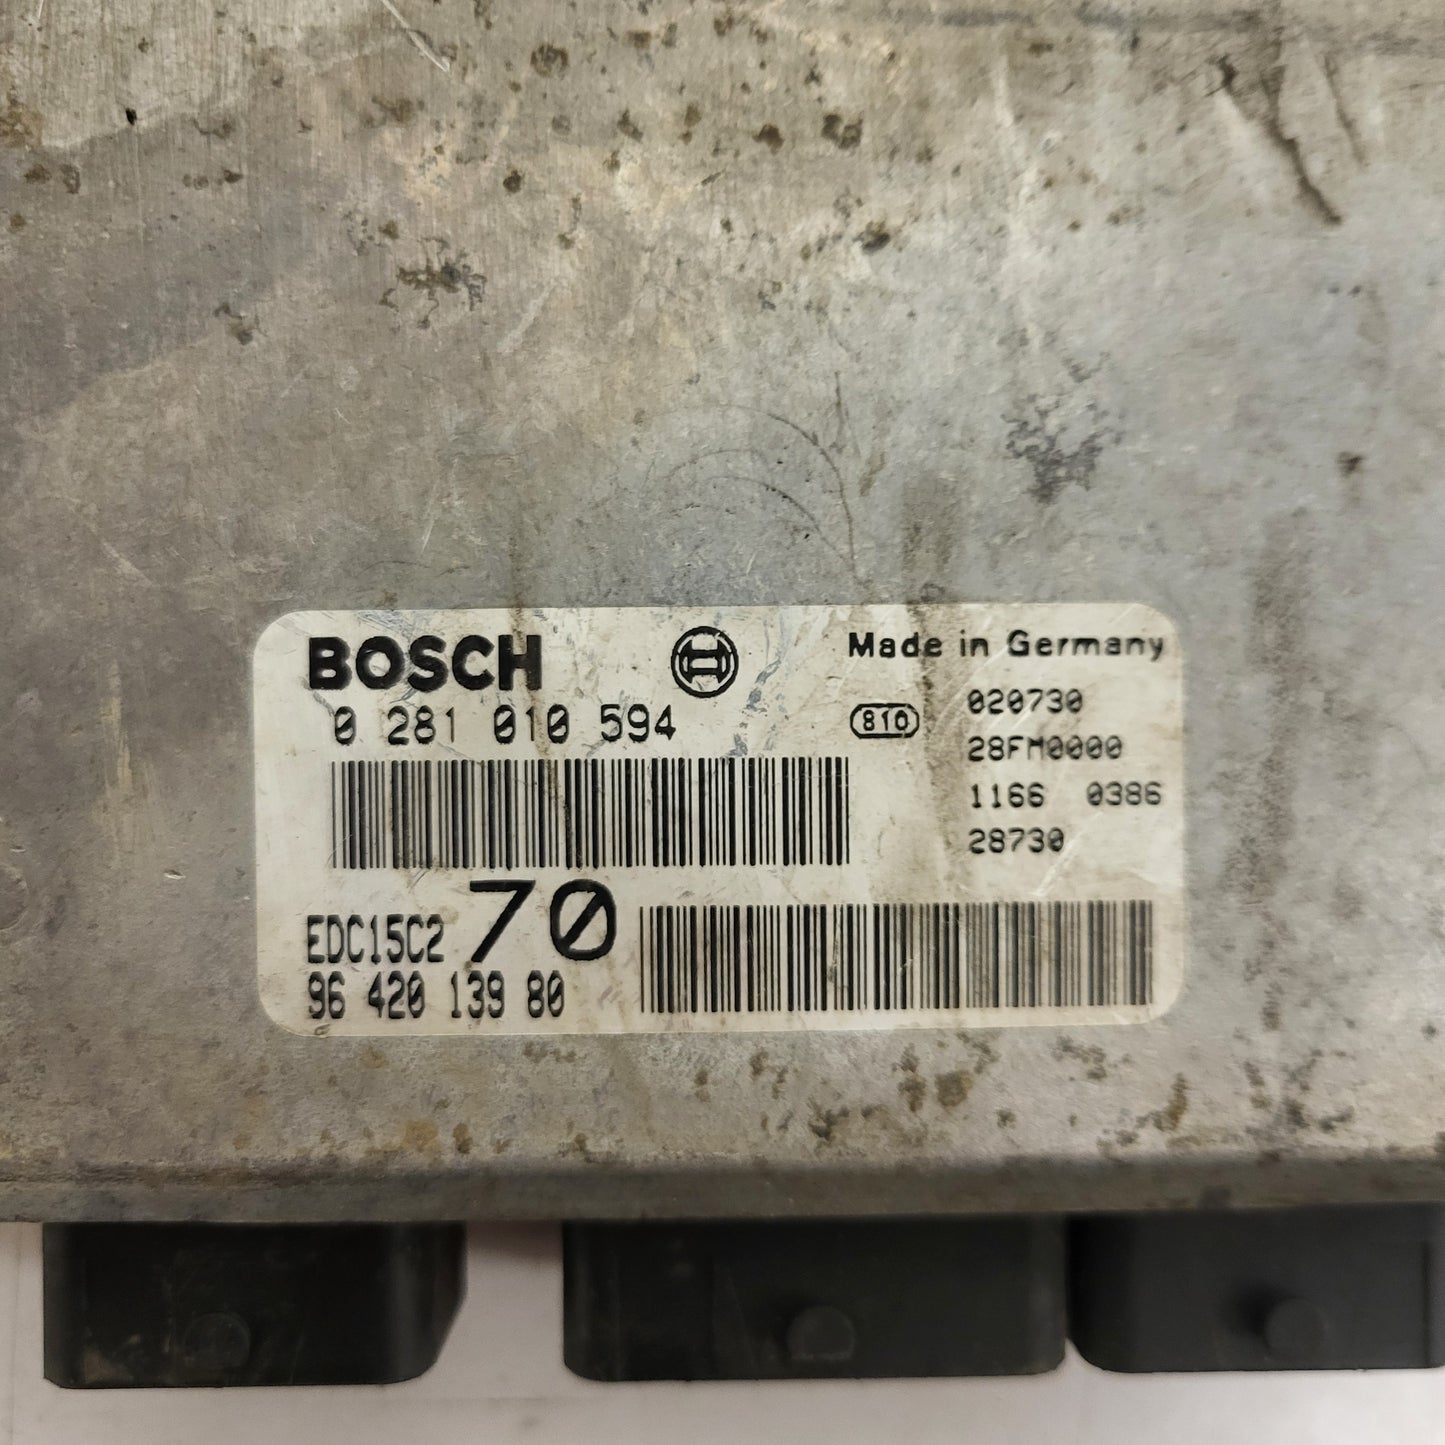 BOSCH
Made in Germany
0 281 010 594
810
020730
28FM0000
1166 0386
28730
EDC15C2 70
96 420 139 80